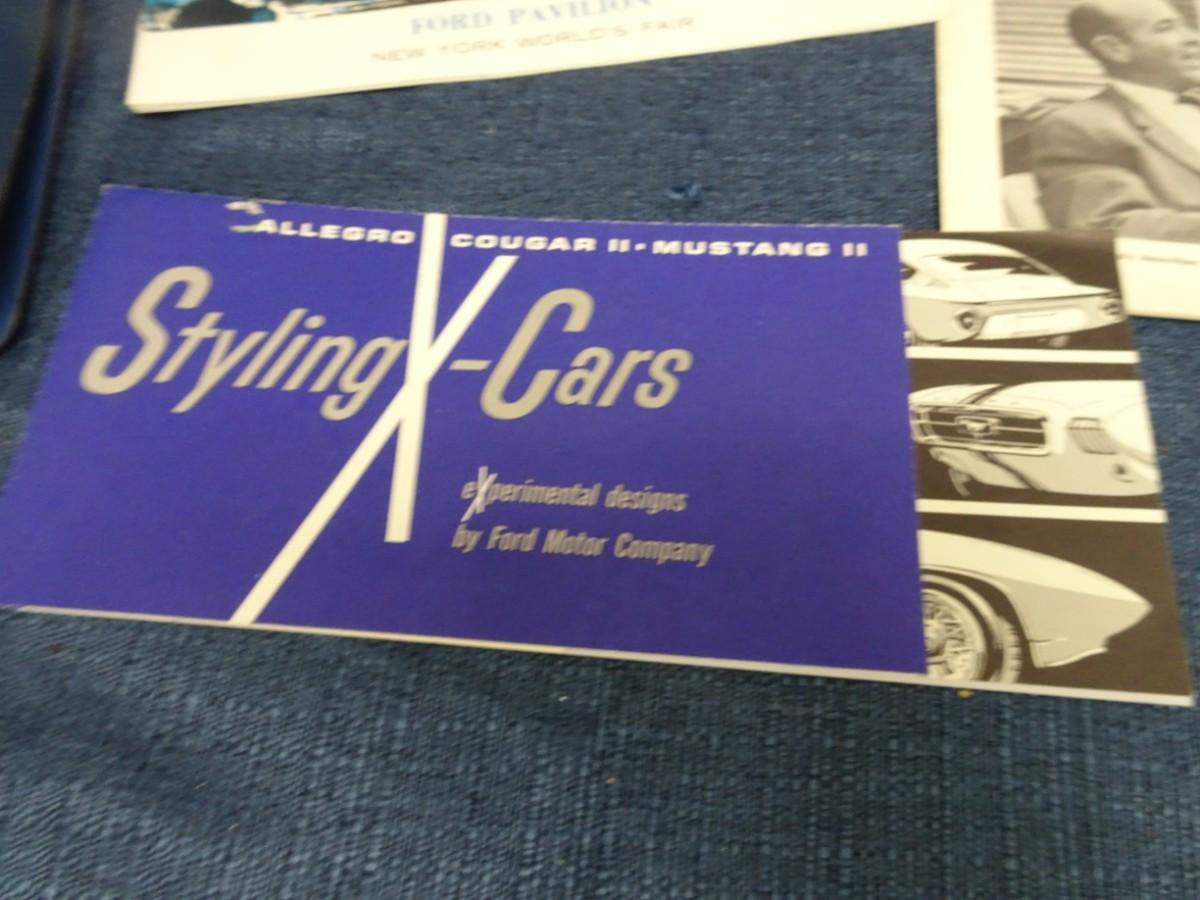 FORD PAVILION
NEW YORK WORLD'S FAIR
ALLEGRO COUGAR II • MUSTANG II
Styling X-Cars
eXperimental designs
by Ford Motor Company